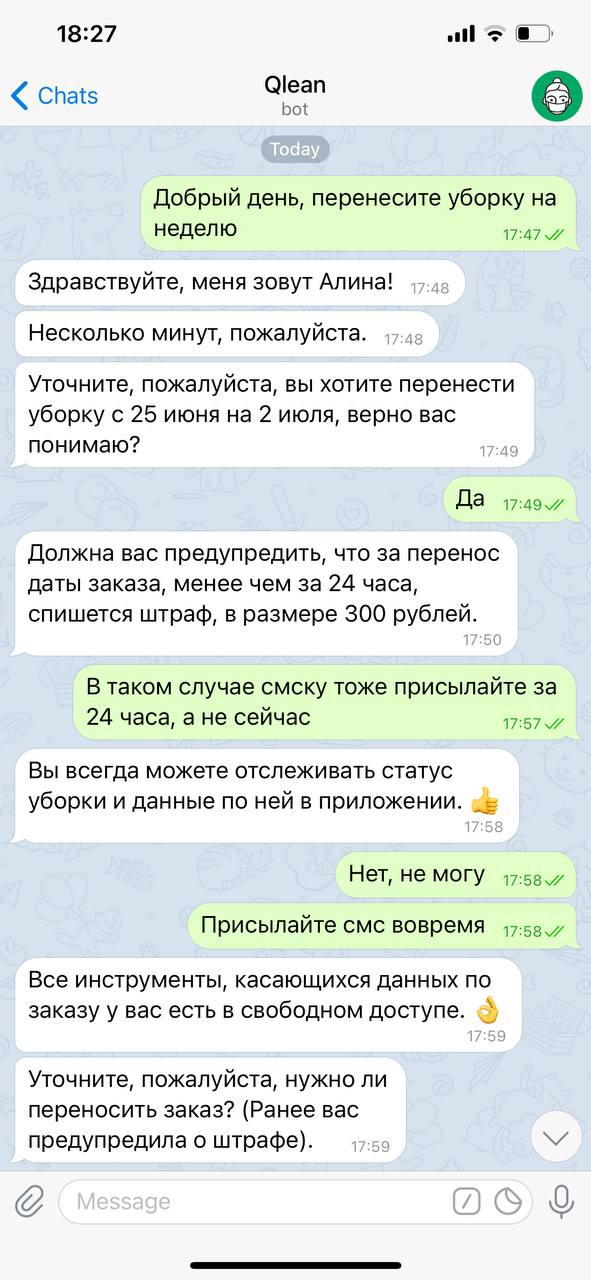 18:27
Chats
Qlean
bot
Today
Добрый день, перенесите уборку на
неделю
17:47
Здравствуйте, меня зовут Алина!
17:48
Несколько минут, пожалуйста.
17:48
Уточните, пожалуйста, вы хотите перенести
уборку с 25 июня на 2 июля, верно вас
понимаю?
17:49
Да
17:49
Должна вас предупредить, что за перенос
даты заказа, менее чем за 24 часа,
спишется штраф, в размере 300 рублей.
17:50
В таком случае смску тоже присылайте за
24 часа, а не сейчас
17:57
Вы всегда можете отслеживать статус
уборки и данные по ней в приложении. 👍
17:58
Нет, не могу
17:58
Присылайте смс вовремя
17:58
Все инструменты, касающихся данных по
заказу у вас есть в свободном доступе. 👌
17:59
Уточните, пожалуйста, нужно ли
переносить заказ? (Ранее вас
предупредила о штрафе).
17:59
Message